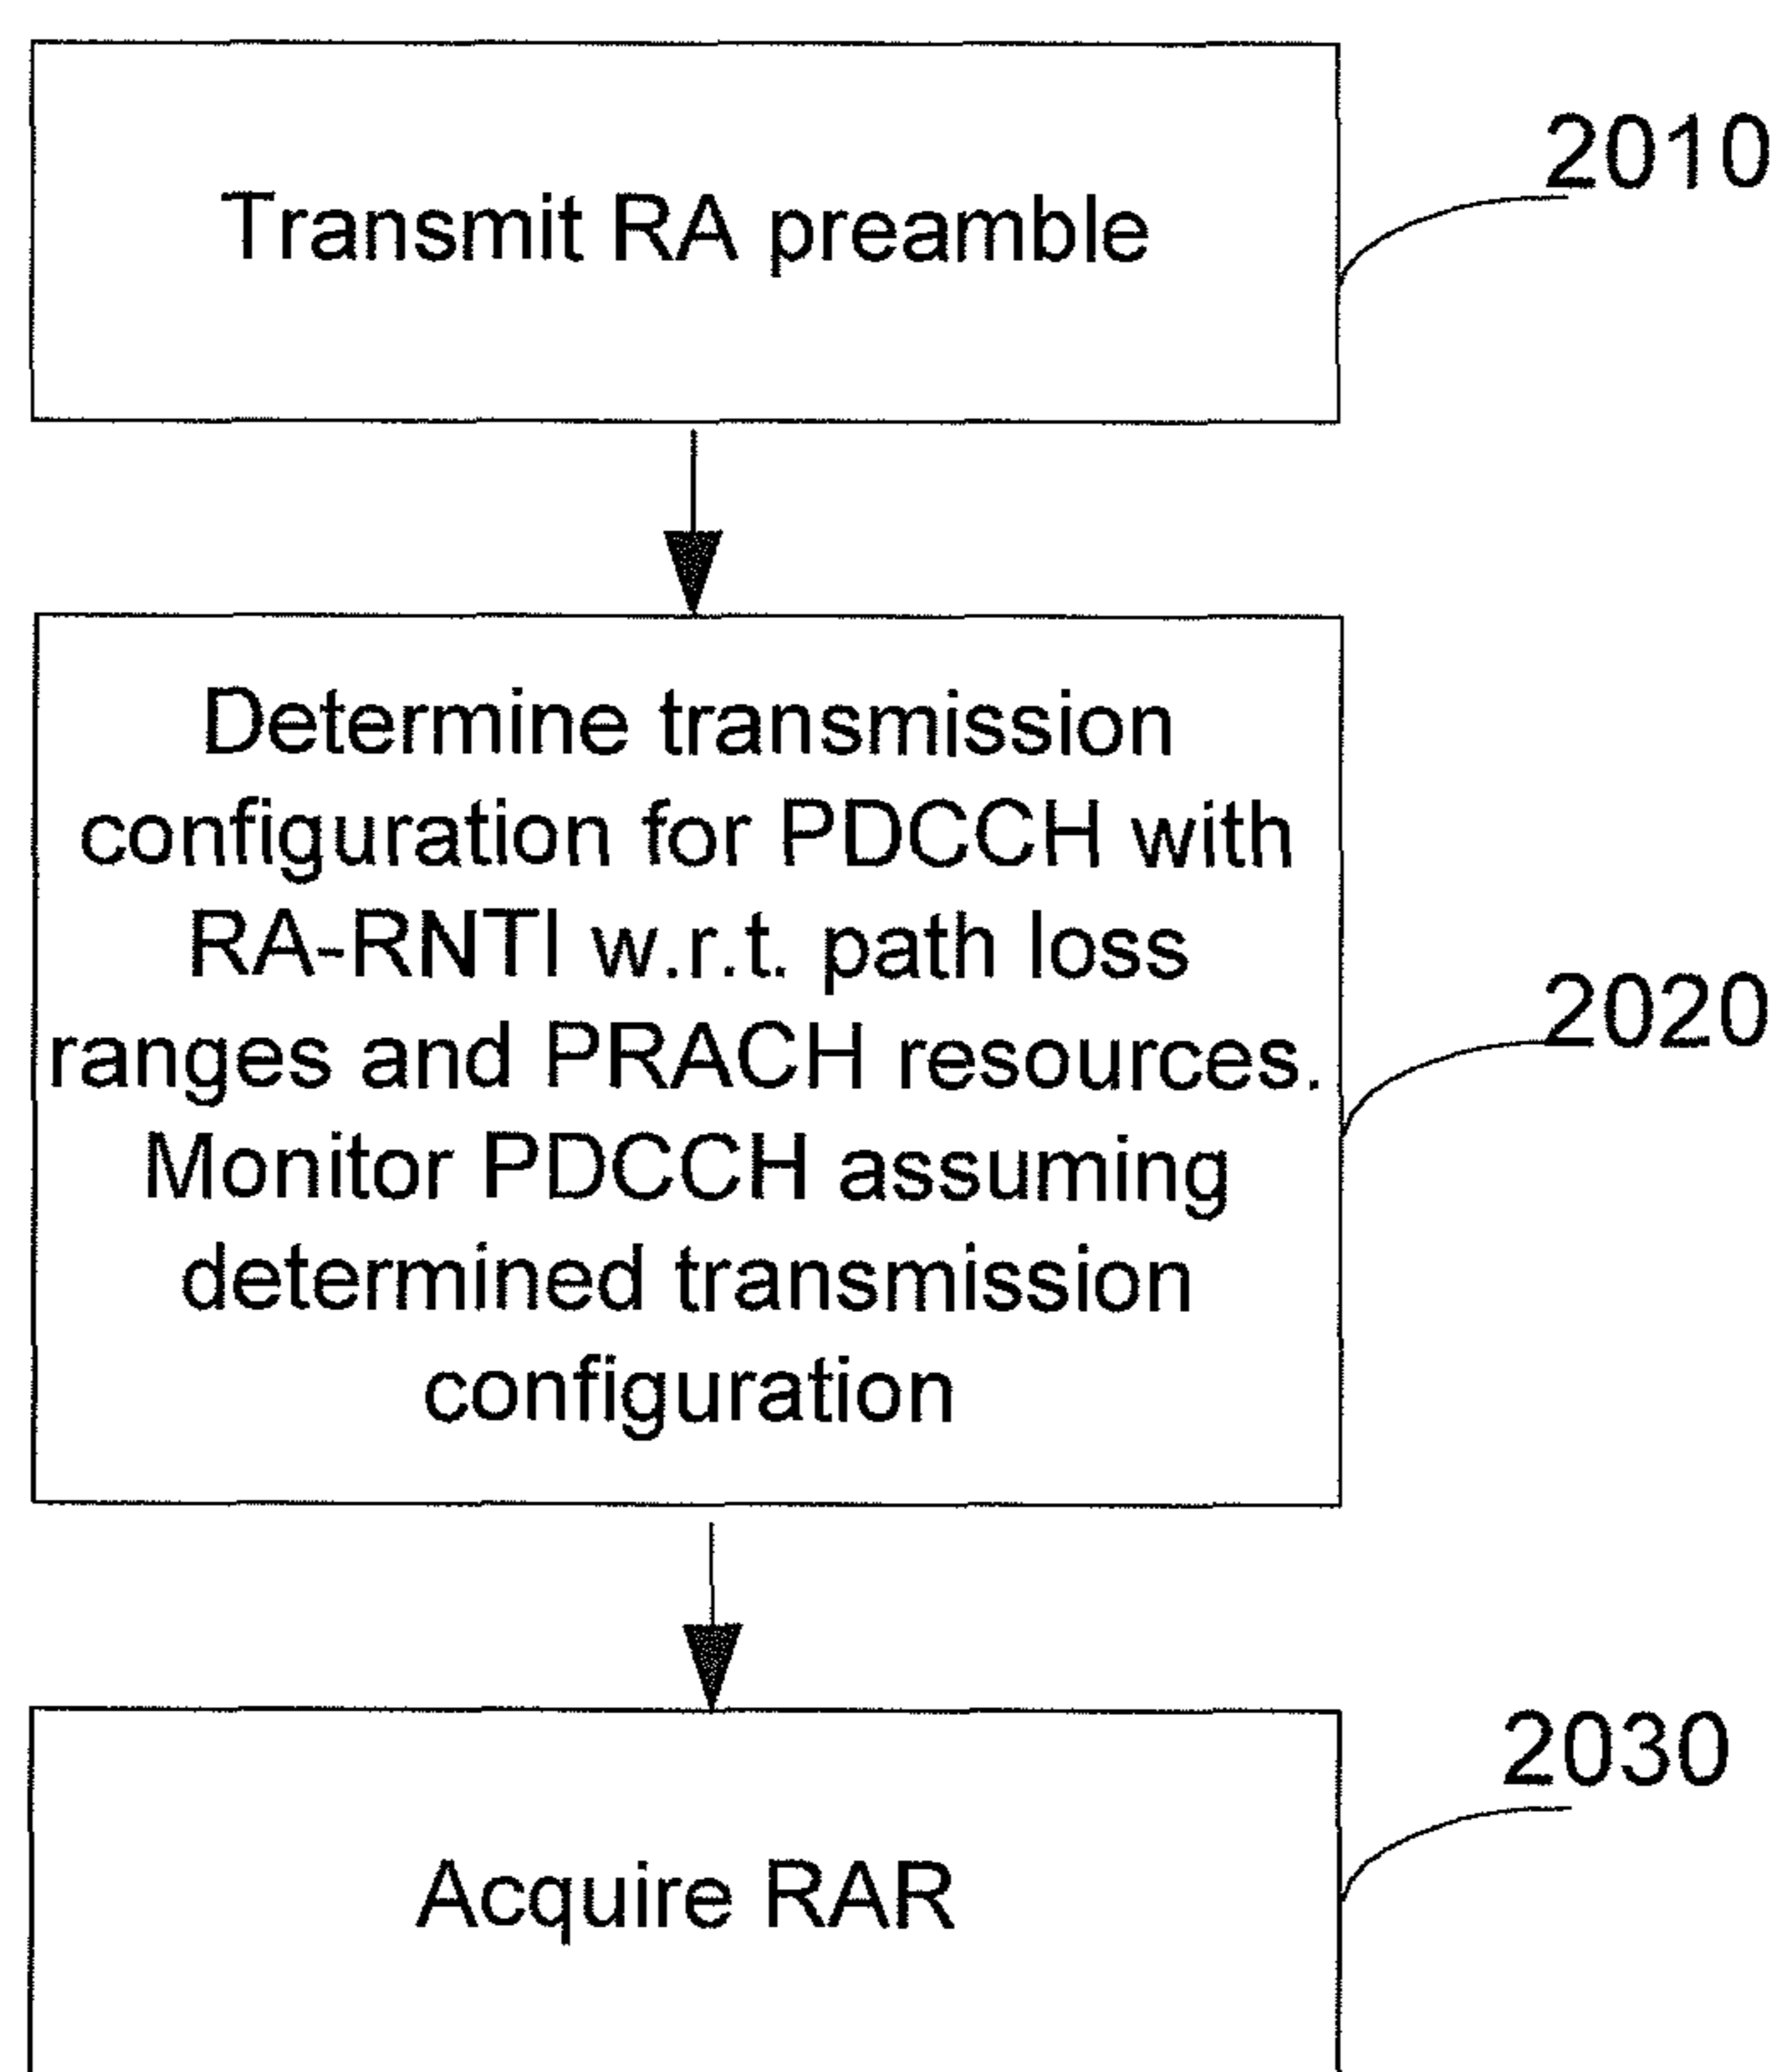 Transmit RA preamble
2010
Determine transmission
configuration for PDCCH with
RA-RNTI w.r.t. path loss
ranges and PRACH resources.
Monitor PDCCH assuming
determined transmission
configuration
2020
Acquire RAR
2030